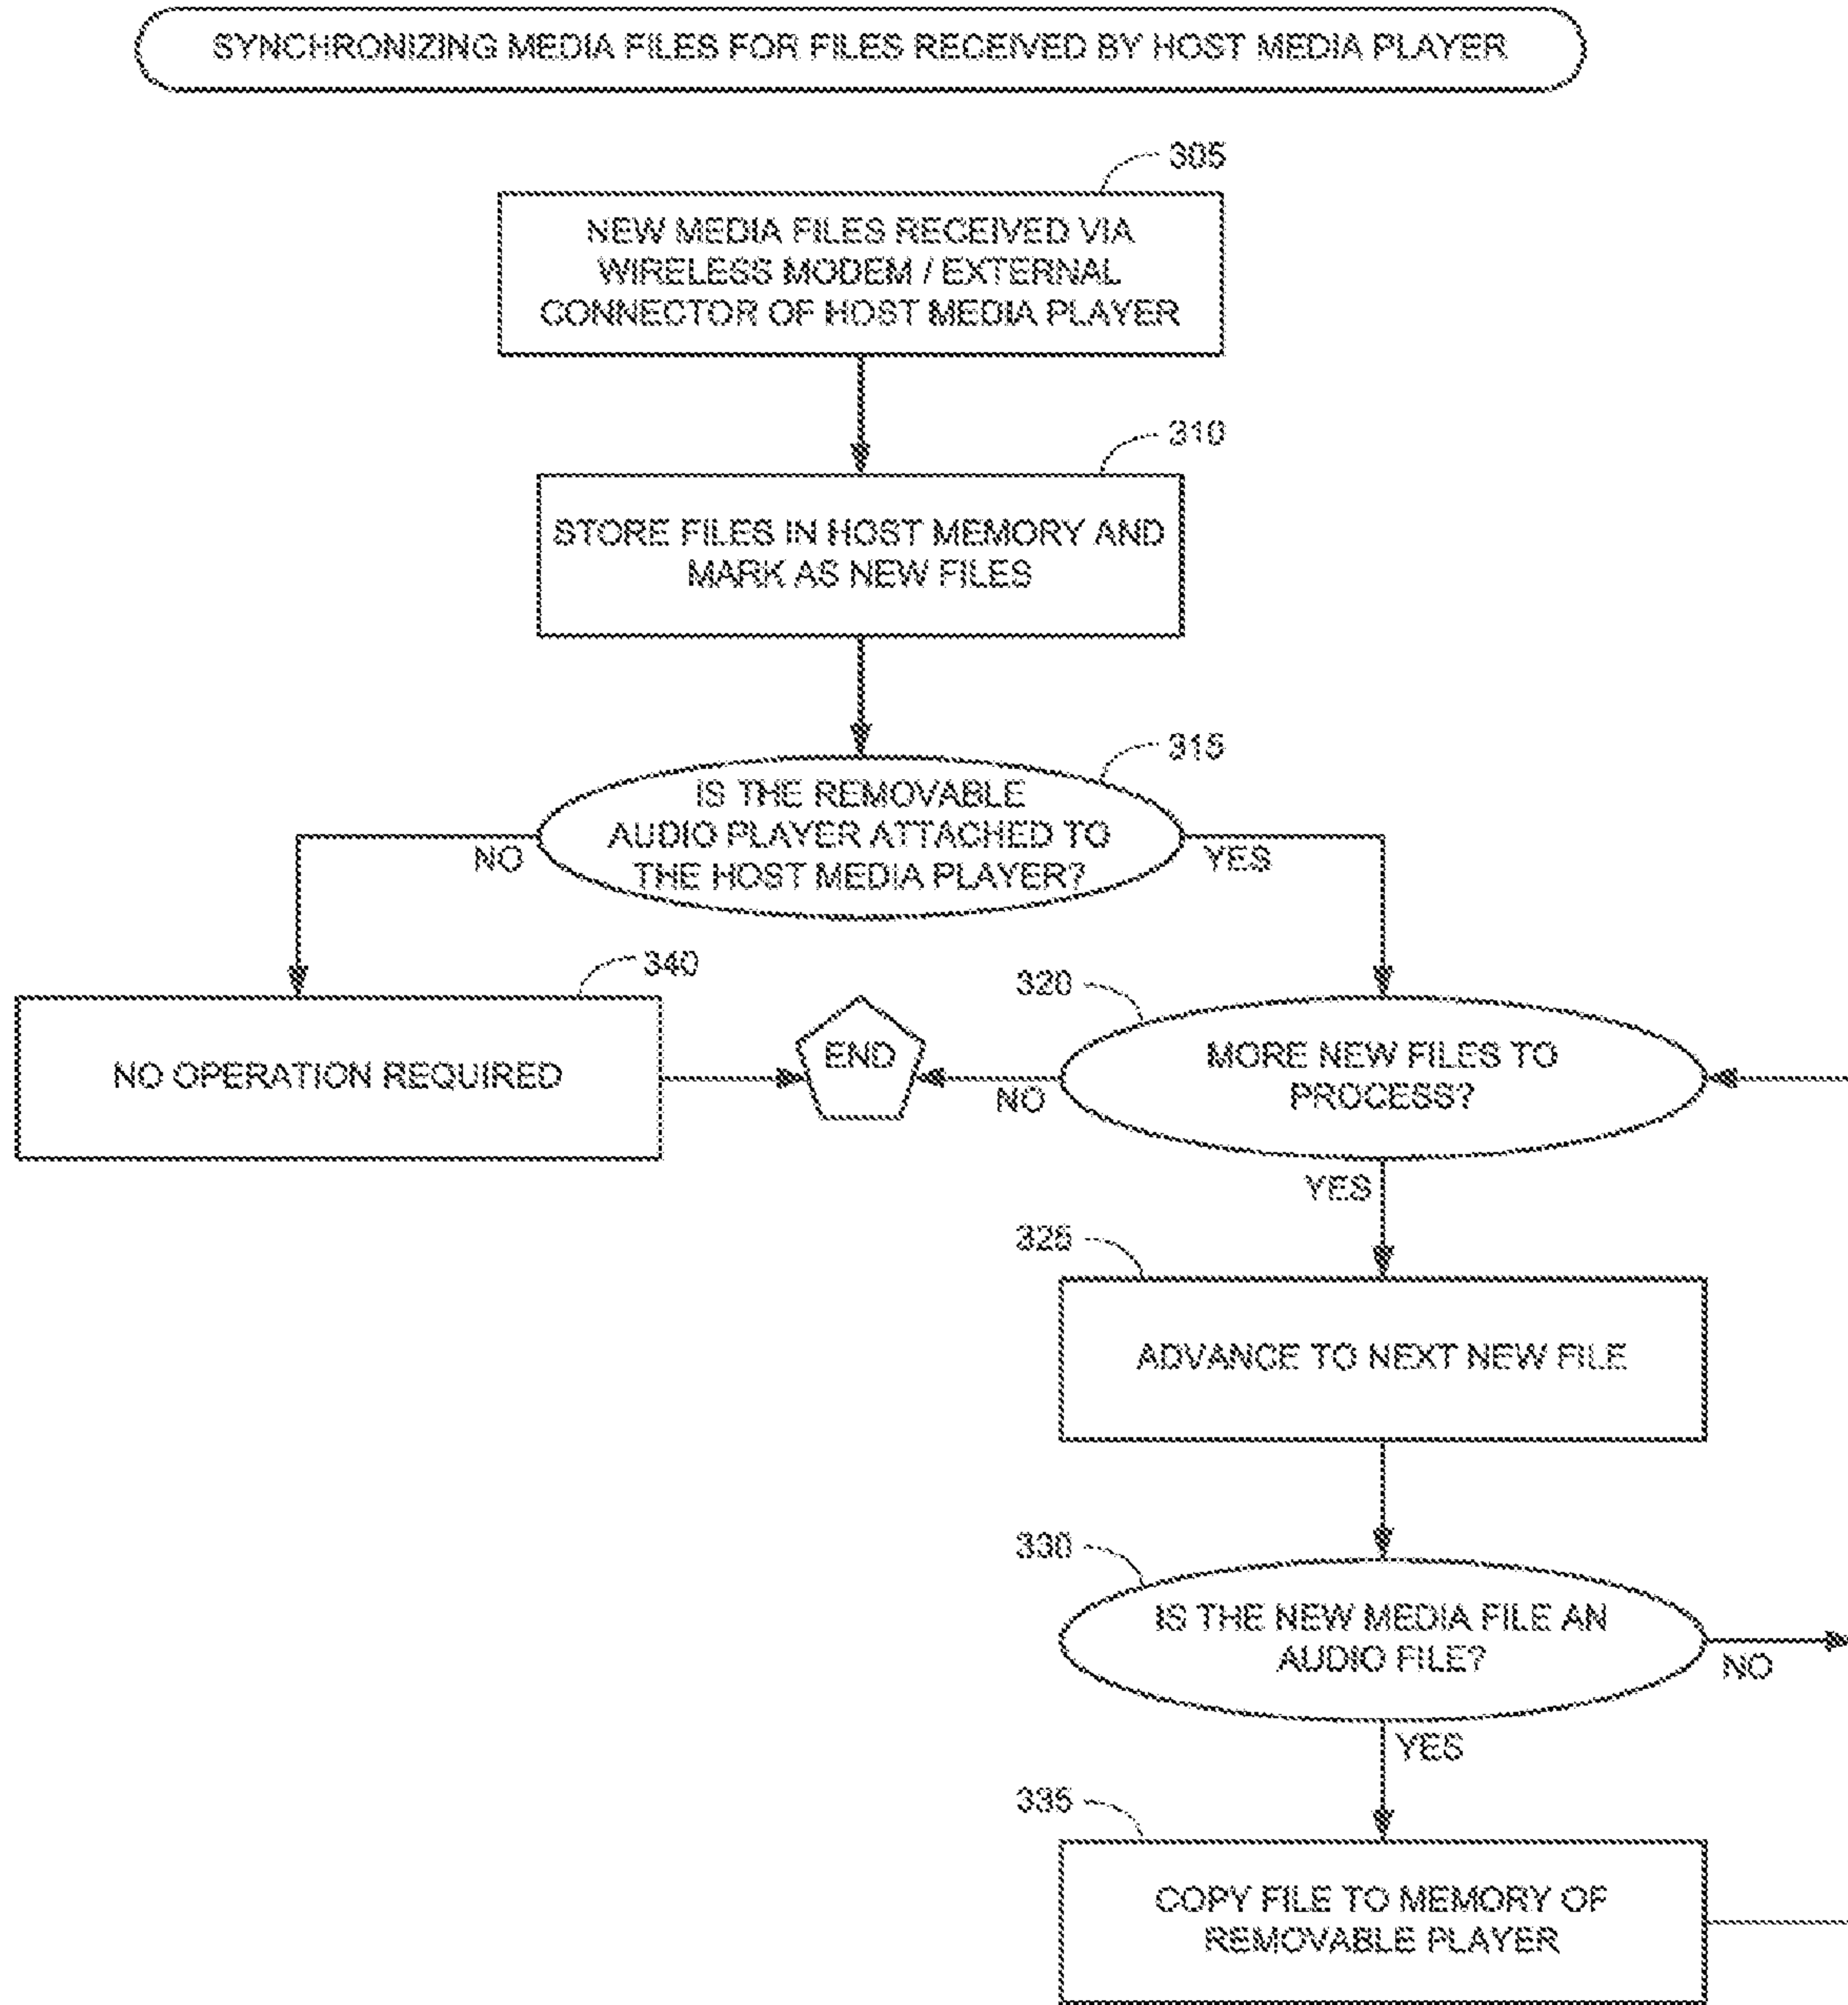 SYNCHRONIZING MEDIA FILES FOR FILES RECEIVED BY HOST MEDIA PLAYER
305
NEW MEDIA FILES RECEIVED VIA
WIRELESS MODEM / EXTERNAL
CONNECTOR OF HOST MEDIA PLAYER
310
STORE FILES IN HOST MEMORY AND
MARK AS NEW FILES
315
IS THE REMOVABLE
AUDIO PLAYER ATTACHED TO
THE HOST MEDIA PLAYER?
NO
YES
340
NO OPERATION REQUIRED
END
320
MORE NEW FILES TO
PROCESS?
NO
YES
325
ADVANCE TO NEXT NEW FILE
330
IS THE NEW MEDIA FILE AN
AUDIO FILE?
NO
YES
335
COPY FILE TO MEMORY OF
REMOVABLE PLAYER